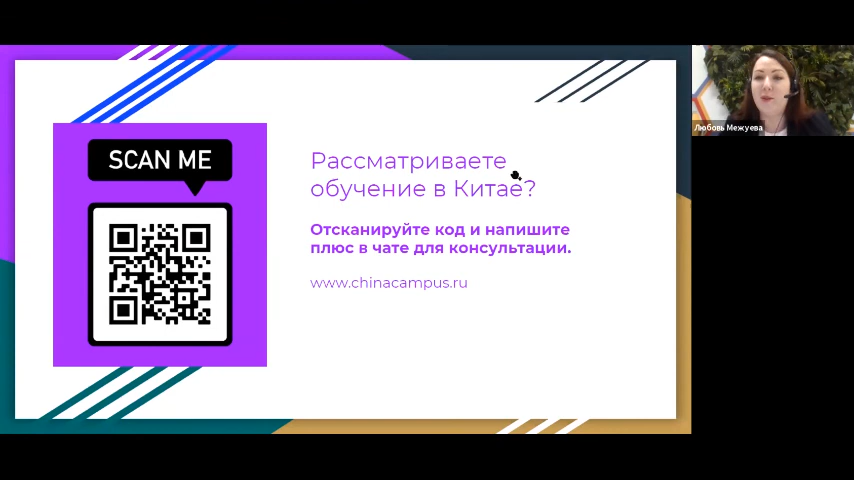 SCAN ME
Рассматриваете
обучение в Китае?
Отсканируйте код и напишите
плюс в чате для консультации.
www.chinacampus.ru
Любовь Межуева